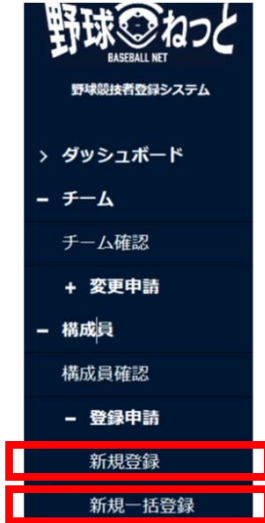 野球ねっと
BASEBALL NET
野球競技者登録システム
> ダッシュボード
− チーム
チーム確認
+ 変更申請
− 構成員
構成員確認
− 登録申請
新規登録
新規一括登録